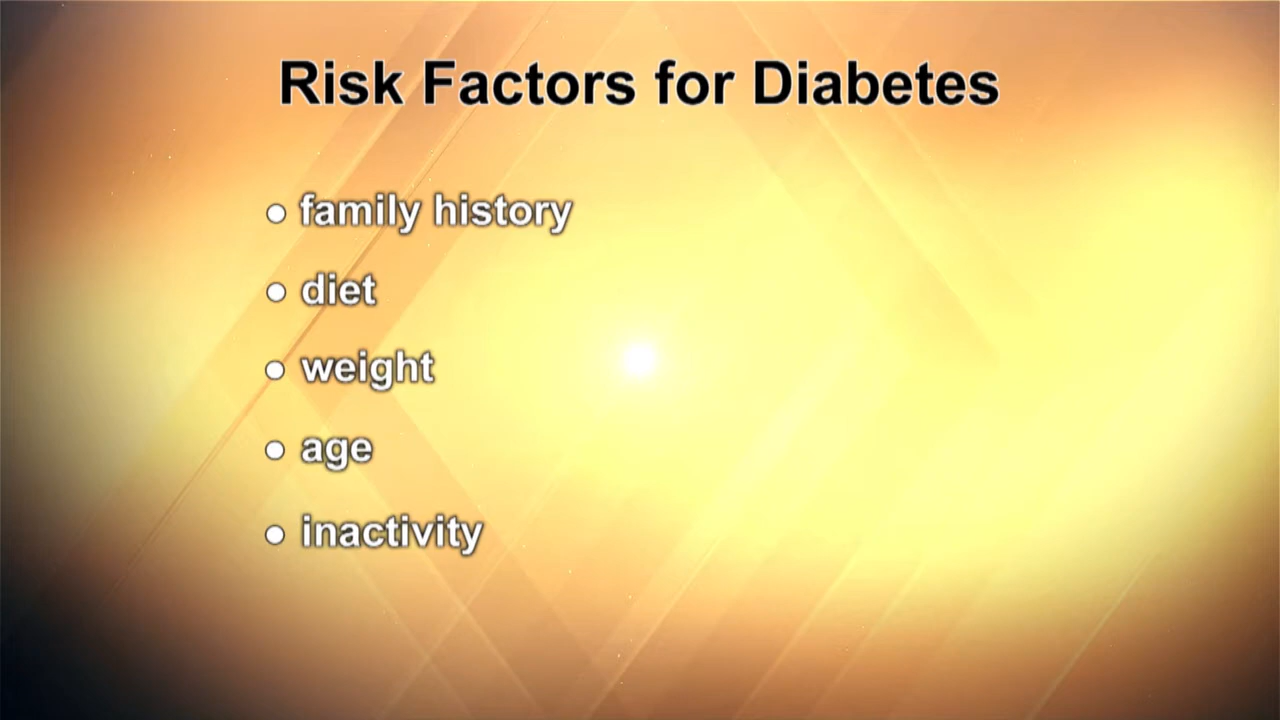 Risk Factors for Diabetes
• family history
• diet
• weight
• age
• inactivity